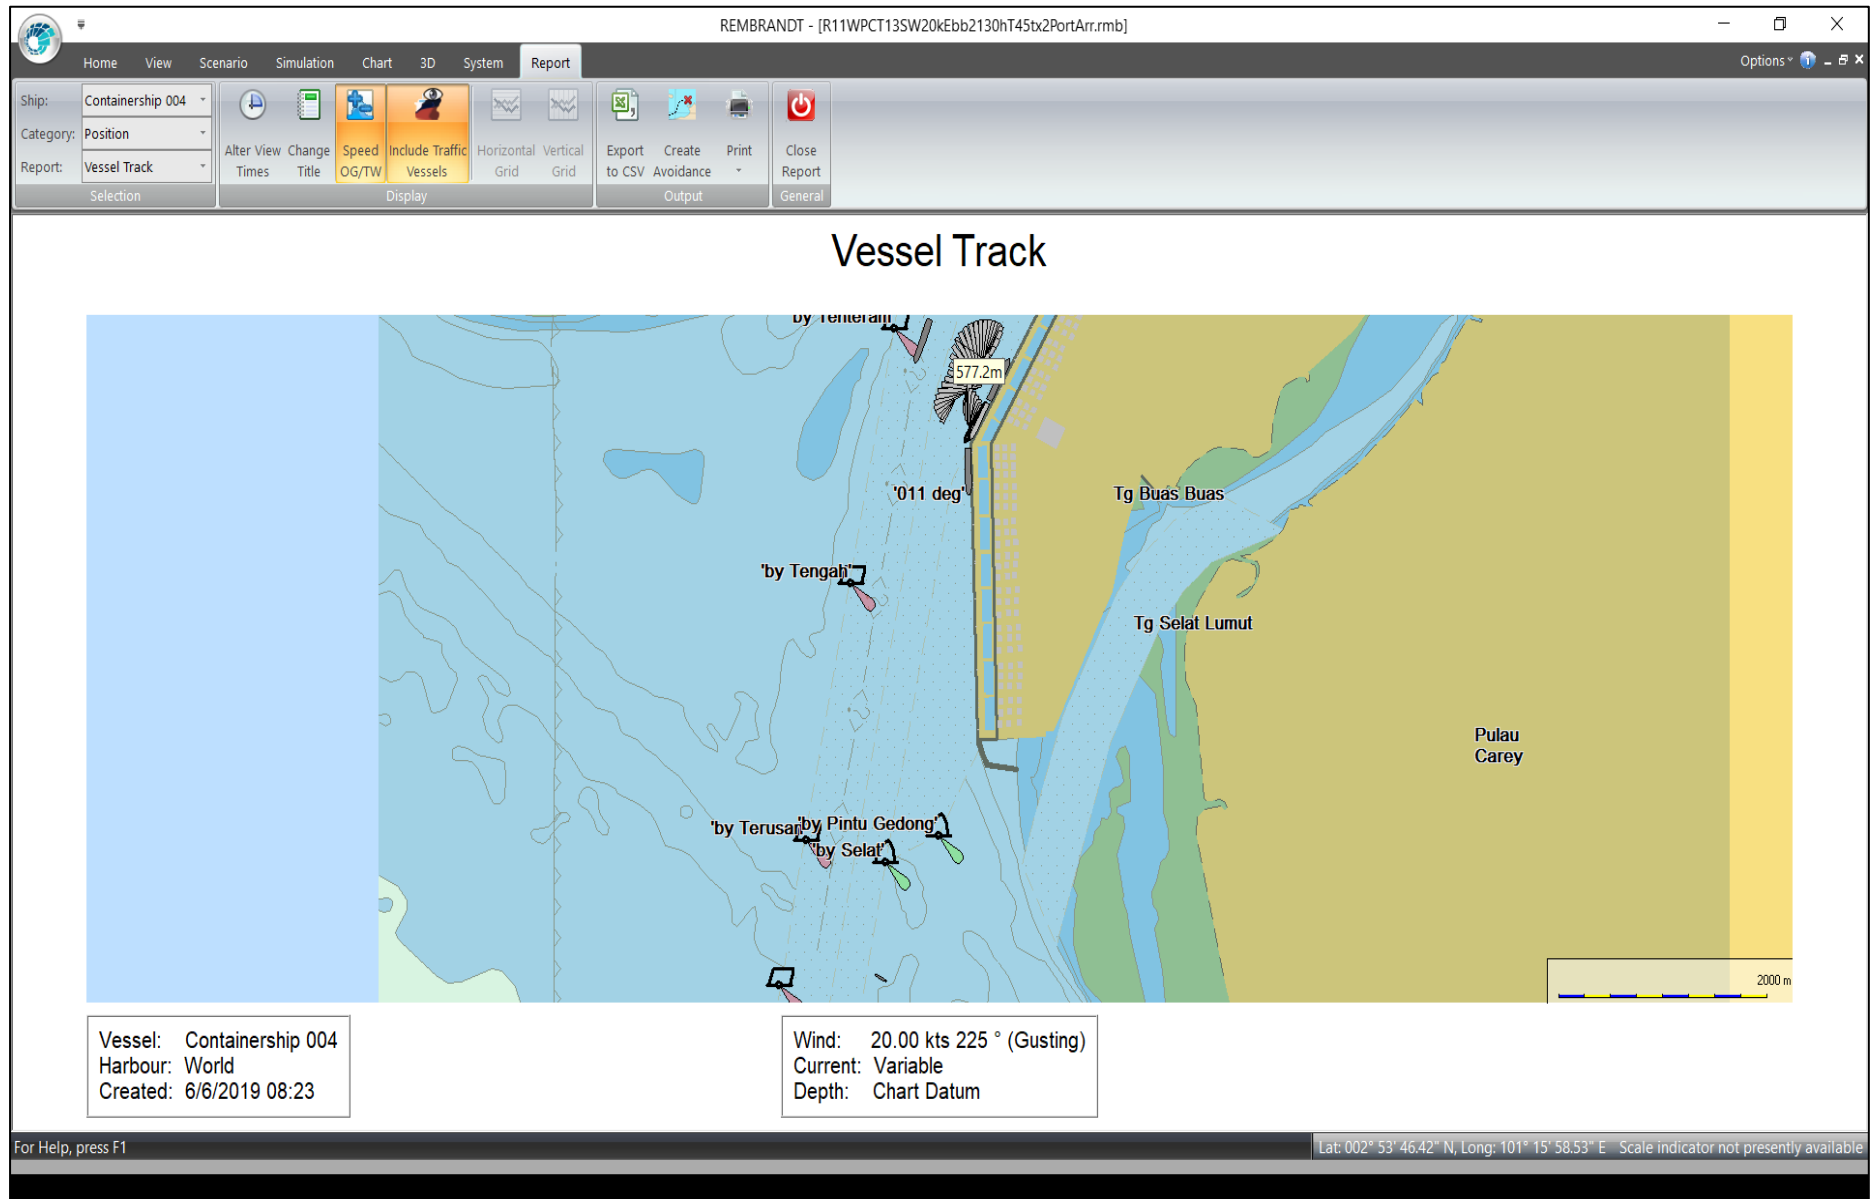 REMBRANDT - [R11WPCT13SW20kEbb2130hT45tx2PortArr.rmb]
Home View Scenario Simulation Chart 3D System Report Options
Ship: Containership 004
Category: Position
Report: Vessel Track
Selection
Alter View Times
Change Title
Speed OG/TW
Include Traffic Vessels
Horizontal Grid
Vertical Grid
Display
Export to CSV
Create Avoidance
Print
Output
Close Report
General
Vessel Track
by Tenteram'
577.2m
'011 deg'
Tg Buas Buas
'by Tengah'
Tg Selat Lumut
Pulau
Carey
'by Terusan
'by Pintu Gedong'
'by Selat'
2000 m
Vessel: Containership 004
Harbour: World
Created: 6/6/2019 08:23
Wind: 20.00 kts 225 ° (Gusting)
Current: Variable
Depth: Chart Datum
For Help, press F1
Lat: 002° 53' 46.42" N, Long: 101° 15' 58.53" E Scale indicator not presently available